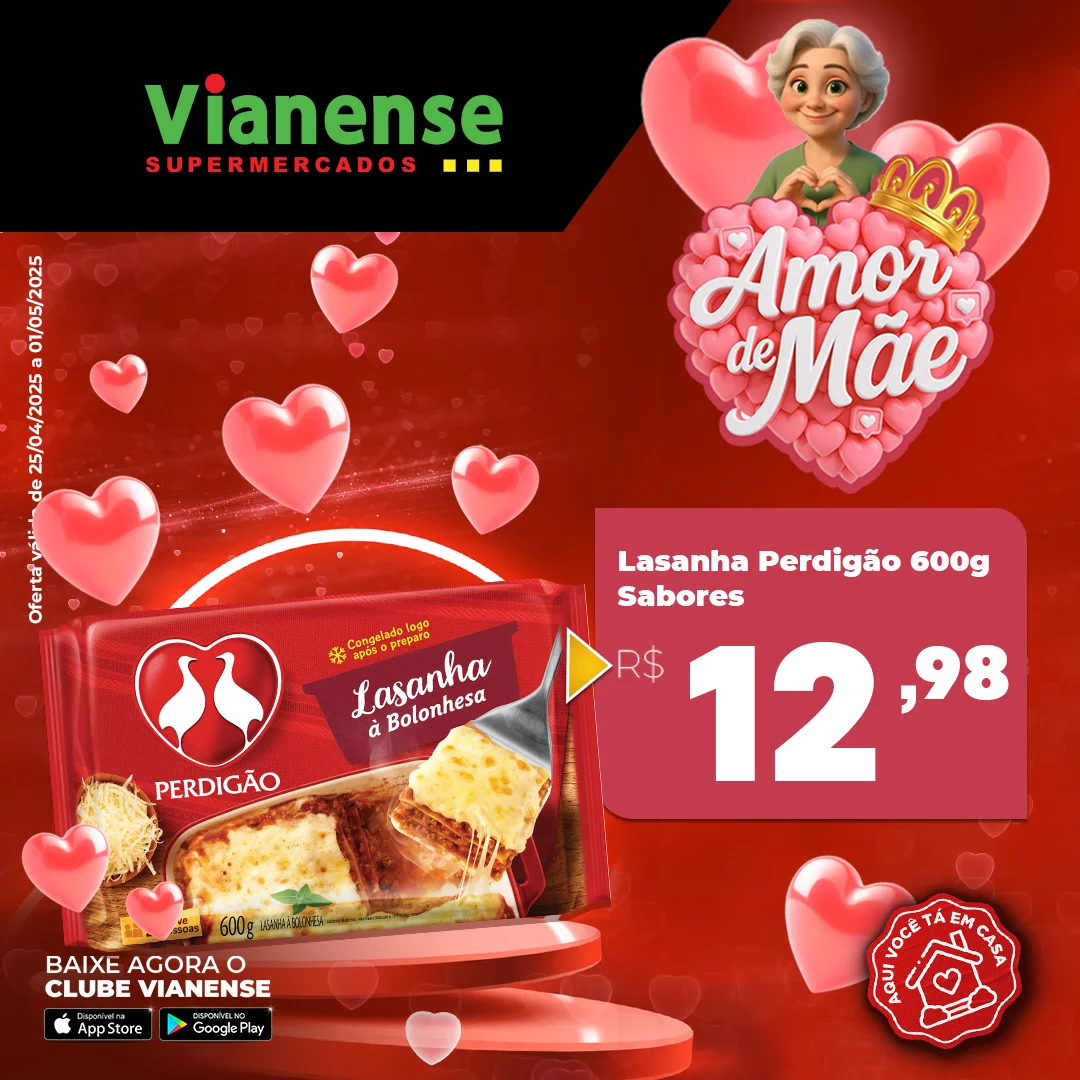 Vianense
SUPERMERCADOS
Amor
de Mãe
Oferta válida de 25/04/2025 a 01/05/2025
Lasanha Perdigão 600g
Sabores
R$ 12,98
Congelado logo
após o preparo
Lasanha
à Bolonhesa
PERDIGÃO
600g LASANHA À BOLONHESA
BAIXE AGORA O
CLUBE VIANENSE
Disponível na
App Store
DISPONÍVEL NO
Google Play
AQUI VOCÊ TÁ EM CASA